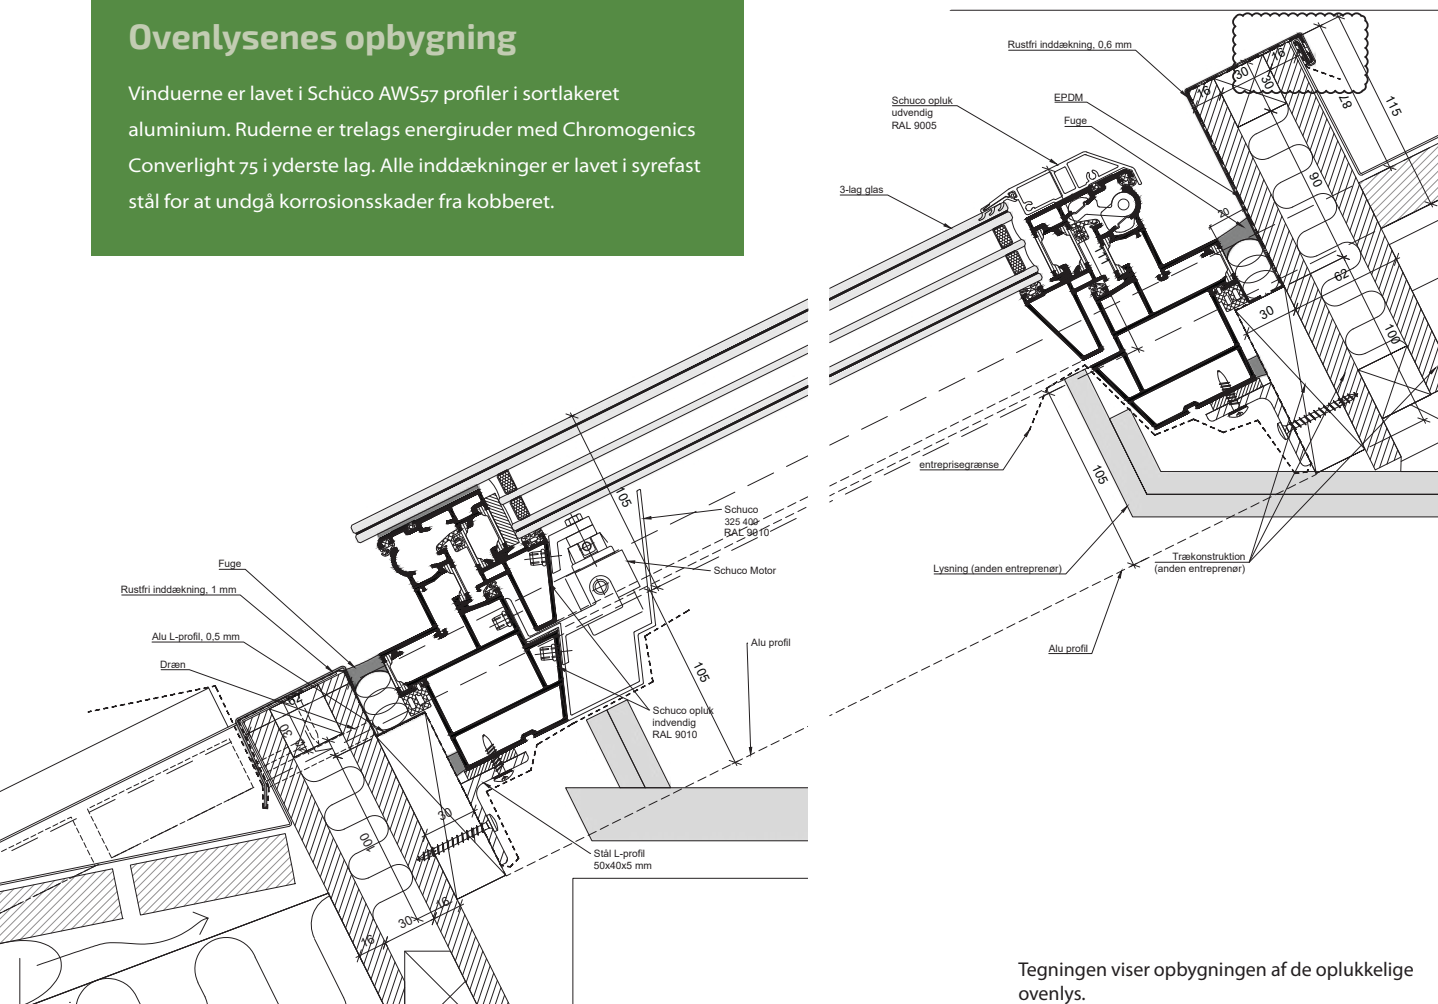 Ovenlysenes opbygning
Vinduerne er lavet i Schüco AWS57 profiler i sortlakeret
aluminium. Ruderne er trelags energiruder med Chromogenics
Converlight 75 i yderste lag. Alle inddækninger er lavet i syrefast
stål for at undgå korrosionsskader fra kobberet.
Rustfri inddækning, 0,6 mm
Schuco opluk
udvendig
RAL 9005
EPDM
Fuge
3-lag glas
16
30
16
30
87
115
90
20
111
62
30
100
105
entreprisegrænse
Lysning (anden entreprenør)
Trækonstruktion
(anden entreprenør)
Alu profil
105
Schuco
325 400
RAL 9010
Schuco Motor
Fuge
Rustfri inddækning, 1 mm
Alu L-profil, 0,5 mm
Dræn
105
Alu profil
Schuco opluk
indvendig
RAL 9010
62
30
30
100
Stål L-profil
50x40x5 mm
16
30
16
Tegningen viser opbygningen af de oplukkelige
ovenlys.